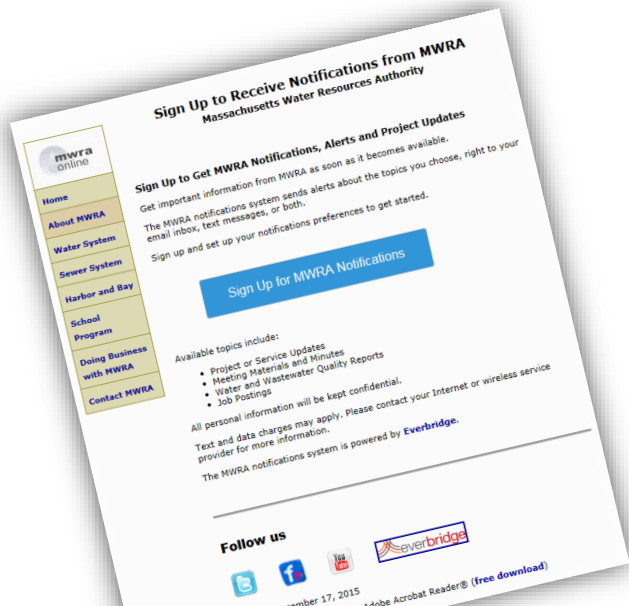 Sign Up to Receive Notifications from MWRA
Massachusetts Water Resources Authority
mwra
online
Home
About MWRA
Water System
Sewer System
Harbor and Bay
School
Program
Doing Business
with MWRA
Contact MWRA
Sign Up to Get MWRA Notifications, Alerts and Project Updates
Get important information from MWRA as soon as it becomes available.
The MWRA notifications system sends alerts about the topics you choose, right to your
email inbox, text messages, or both.
Sign up and set up your notifications preferences to get started.
Sign Up for MWRA Notifications
Available topics include:
• Project or Service Updates
• Meeting Materials and Minutes
• Water and Wastewater Quality Reports
• Job Postings
All personal information will be kept confidential.
Text and data charges may apply. Please contact your Internet or wireless service
provider for more information.
The MWRA notifications system is powered by Everbridge.
Follow us
You
Tube
everbridge
17, 2015
Acrobat Reader® (free download)